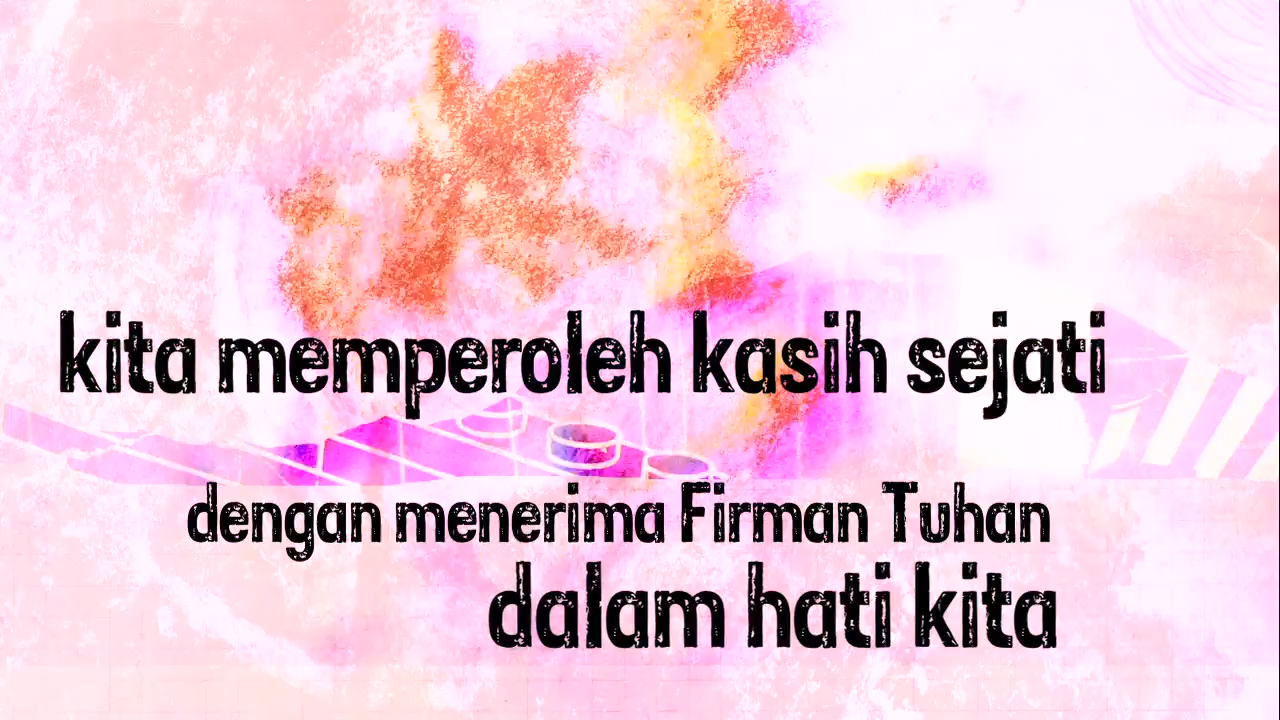 kita memperoleh kasih sejati
dengan menerima Firman Tuhan
dalam hati kita